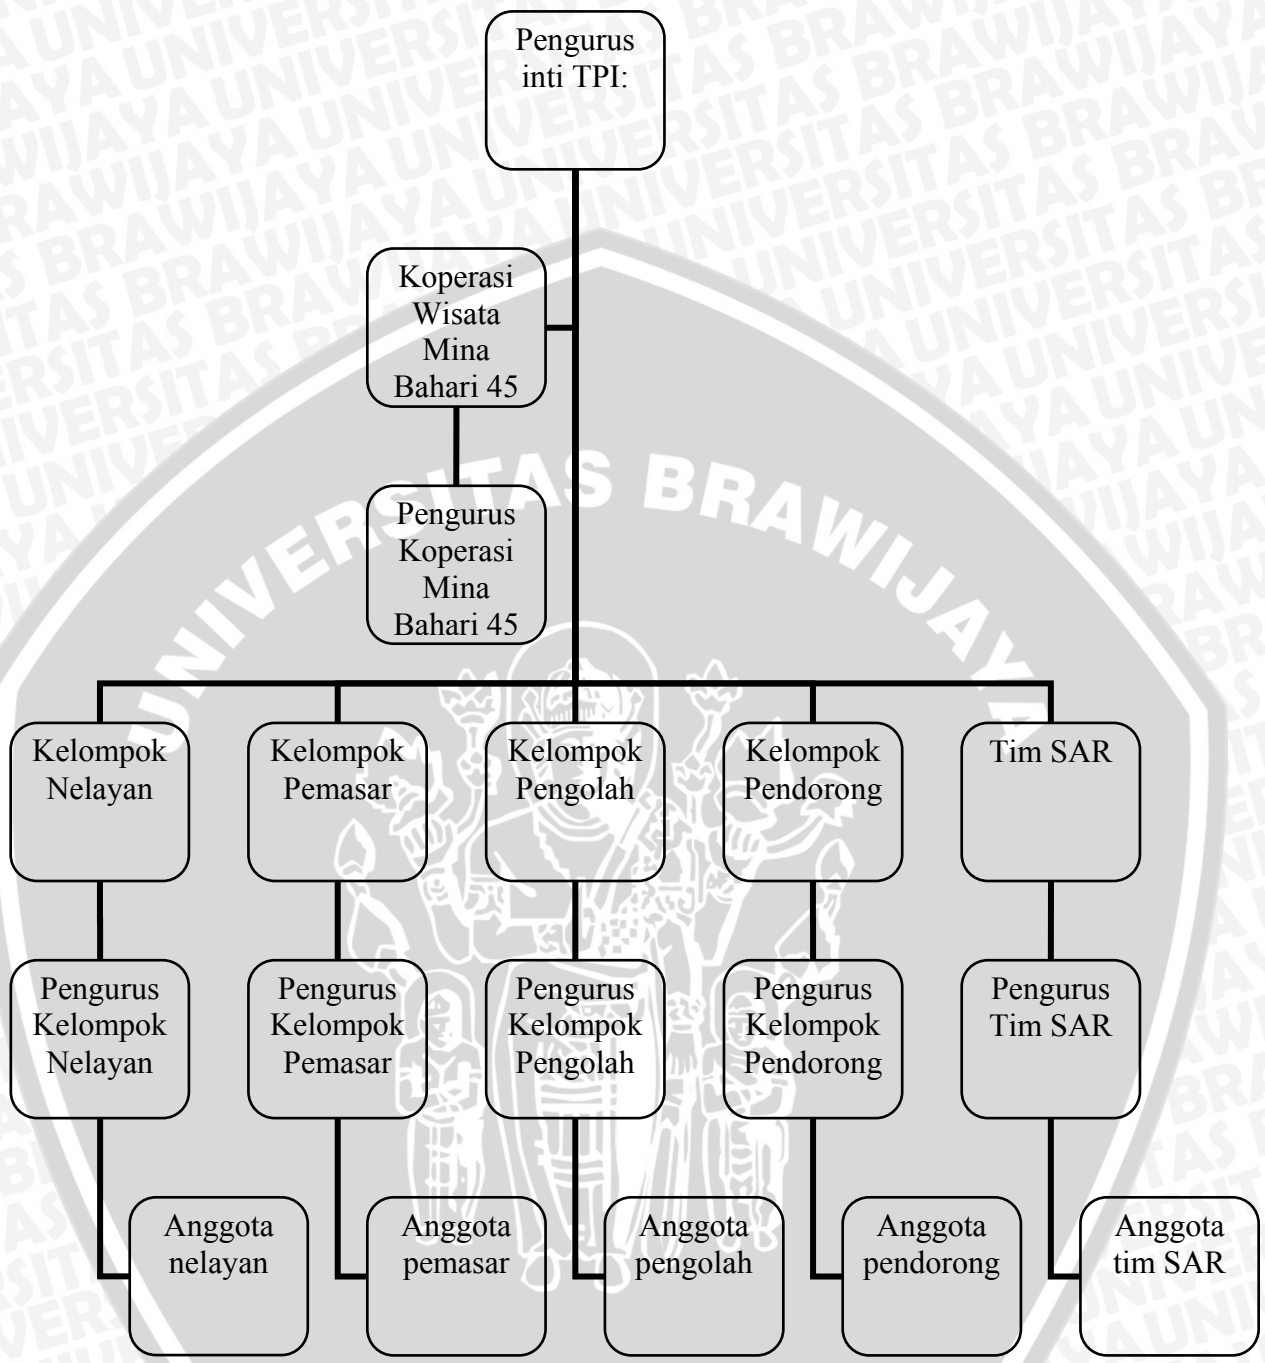 Pengurus
inti TPI:
Koperasi
Wisata
Mina
Bahari 45
Pengurus
Koperasi
Mina
Bahari 45
UNIVERSITAS BRAWIJAYA
Kelompok
Nelayan
Kelompok
Pemasar
Kelompok
Pengolah
Kelompok
Pendorong
Tim SAR
Pengurus
Kelompok
Nelayan
Pengurus
Kelompok
Pemasar
Pengurus
Kelompok
Pengolah
Pengurus
Kelompok
Pendorong
Pengurus
Tim SAR
Anggota
nelayan
Anggota
pemasar
Anggota
pengolah
Anggota
pendorong
Anggota
tim SAR